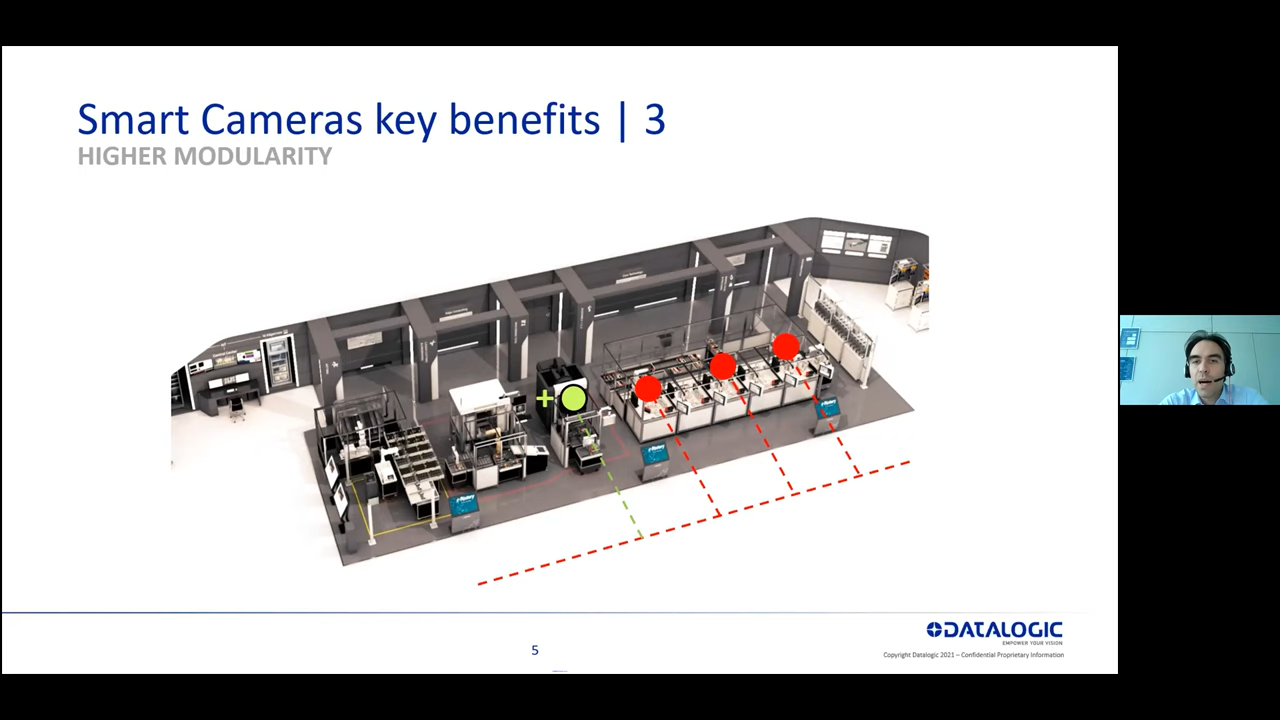 Smart Cameras key benefits | 3
HIGHER MODULARITY
+
5
DATALOGIC
EMPOWER YOUR VISION
Copyright Datalogic 2021 – Confidential Proprietary Information